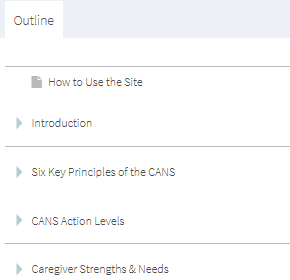 Outline
How to Use the Site
Introduction
Six Key Principles of the CANS
CANS Action Levels
Caregiver Strengths & Needs